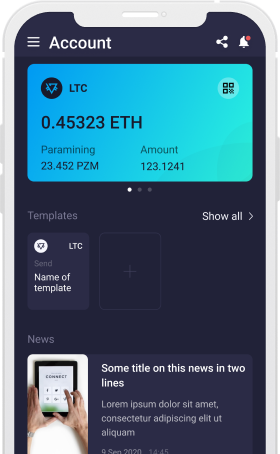 Account
LTC
0.45323 ETH
Paramining Amount
23.452 PZM 123.1241
Templates Show all
LTC
Send
Name of
template
News
CONNECT
Some title on this news in two
lines
Lorem ipsum dolor sit amet,
consectetur adipiscing elit ut
aliquam
9 Sep 2020 14:45